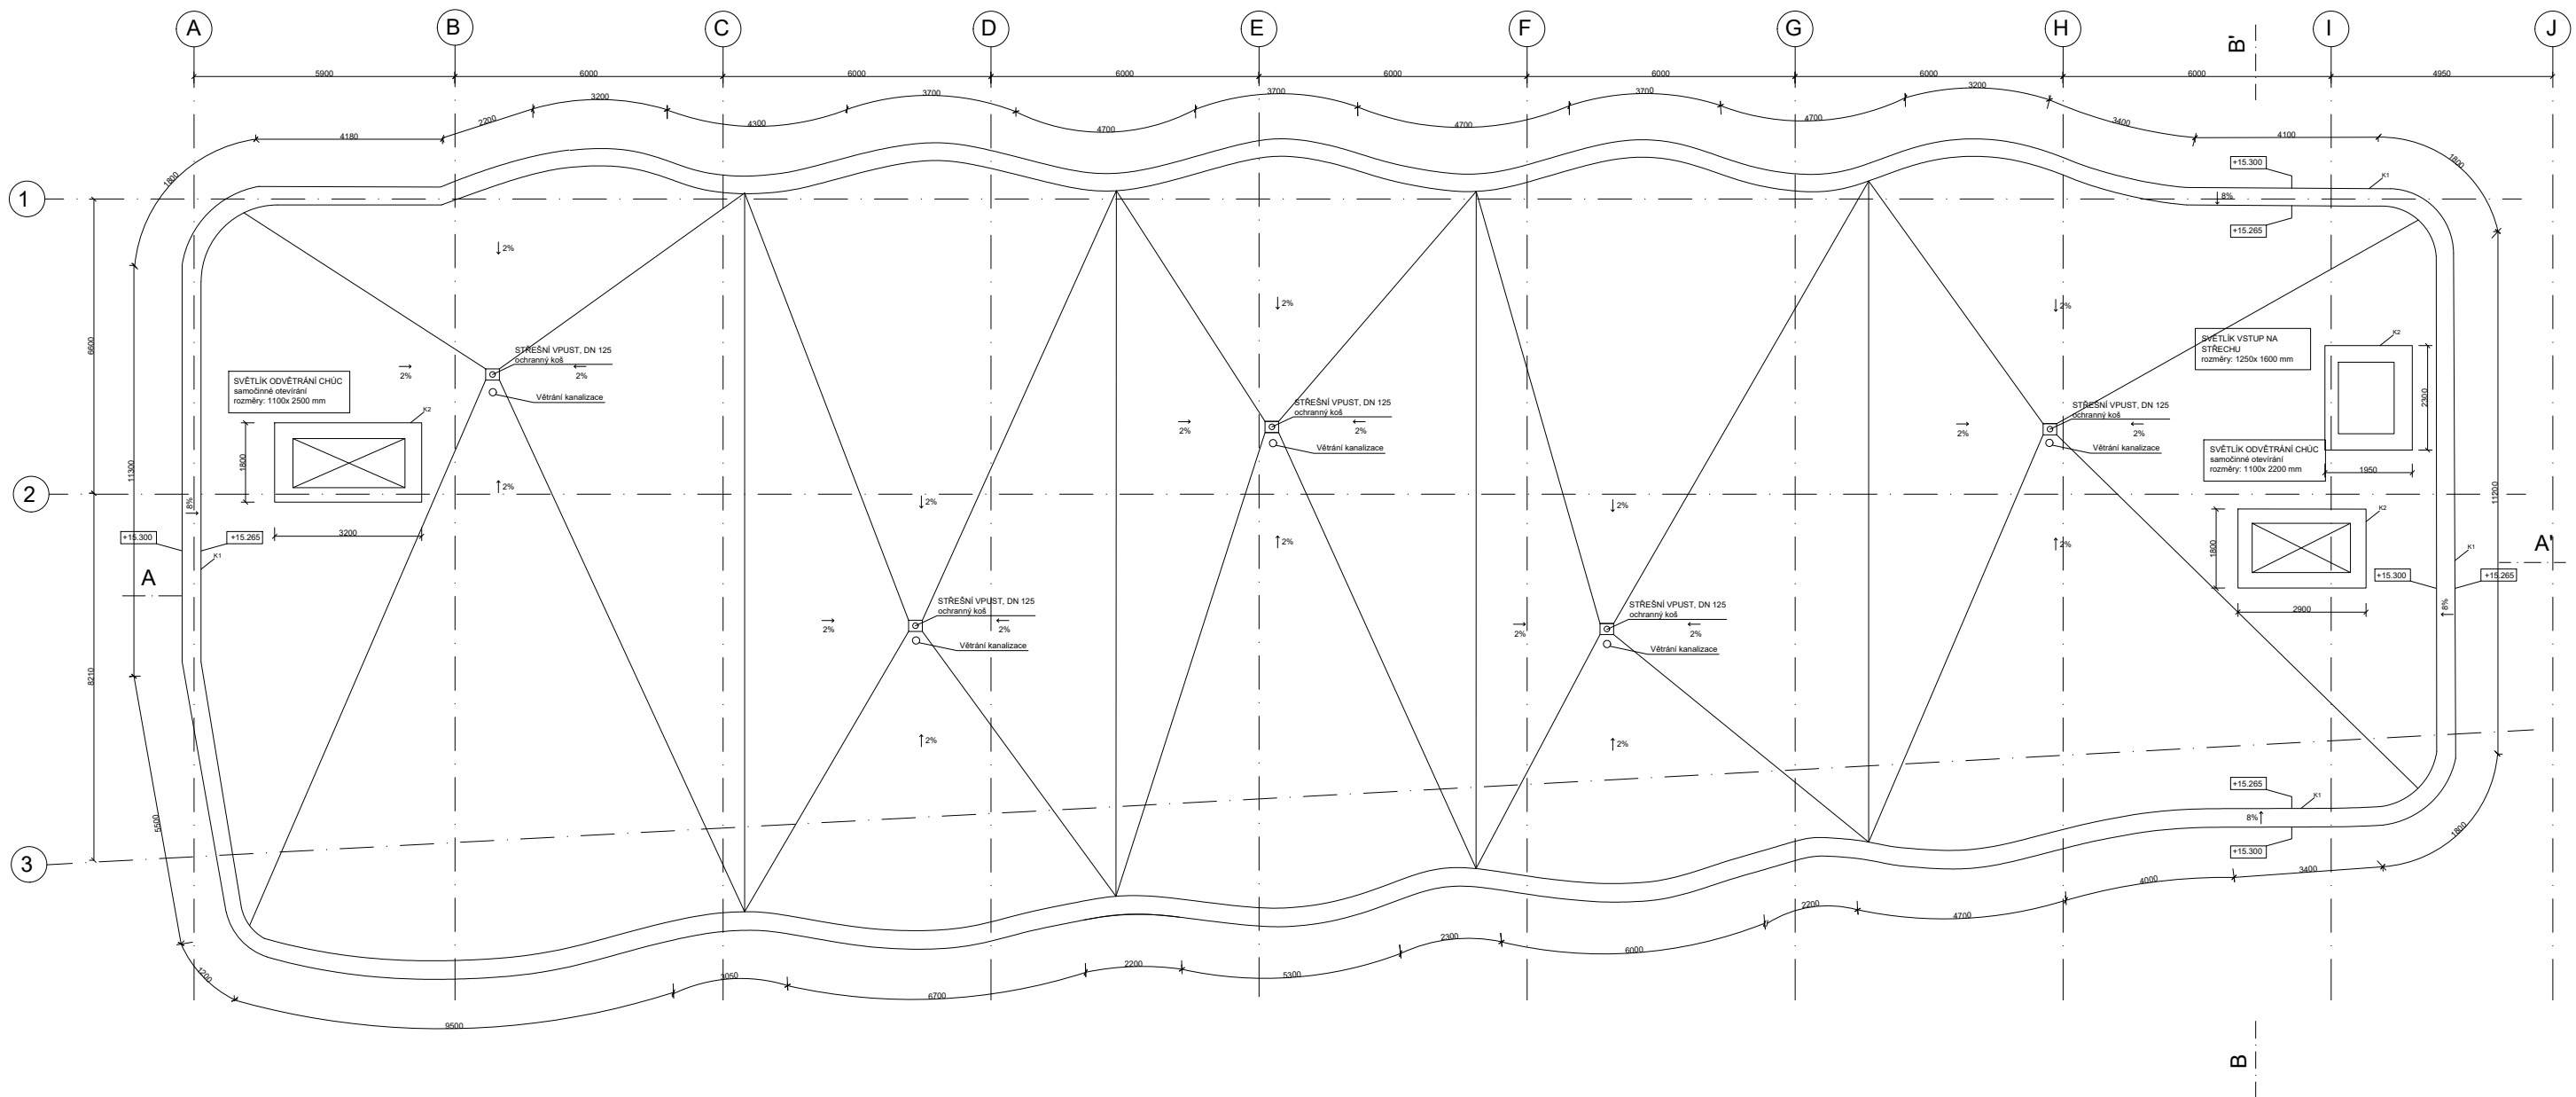 A
B
C
D
E
F
G
H
B'
I
J
5900
6000
6000
6000
6000
6000
6000
6000
4950
4180
2200
3200
4300
3700
4700
3700
4700
3700
4700
3200
3400
4100
1800
1800
1
2
3
6600
8210
11300
5500
1200
9500
3050
6700
2200
5300
2300
6000
2200
4700
4000
3400
1800
11200
+15.300
K1
8%
+15.265
2%
2%
2%
STŘEŠNÍ VPUST, DN 125
ochranný koš
2%
2%
Větrání kanalizace
2%
SVĚTLÍK ODVĚTRÁNÍ CHÚC
samočinné otevírání
rozměry: 1100x 2500 mm
K2
1800
3200
8%
+15.300
+15.265
K1
A
2%
STŘEŠNÍ VPUST, DN 125
ochranný koš
2%
2%
Větrání kanalizace
2%
STŘEŠNÍ VPUST, DN 125
ochranný koš
2%
2%
Větrání kanalizace
2%
2%
STŘEŠNÍ VPUST, DN 125
ochranný koš
2%
2%
Větrání kanalizace
2%
STŘEŠNÍ VPUST, DN 125
ochranný koš
2%
2%
Větrání kanalizace
2%
SVĚTLÍK VSTUP NA
STŘECHU
rozměry: 1250x 1600 mm
K2
2300
1950
SVĚTLÍK ODVĚTRÁNÍ CHÚC
samočinné otevírání
rozměry: 1100x 2200 mm
K2
1800
2900
K1
+15.300
+15.265
8%
A'
+15.265
K1
8%
+15.300
B